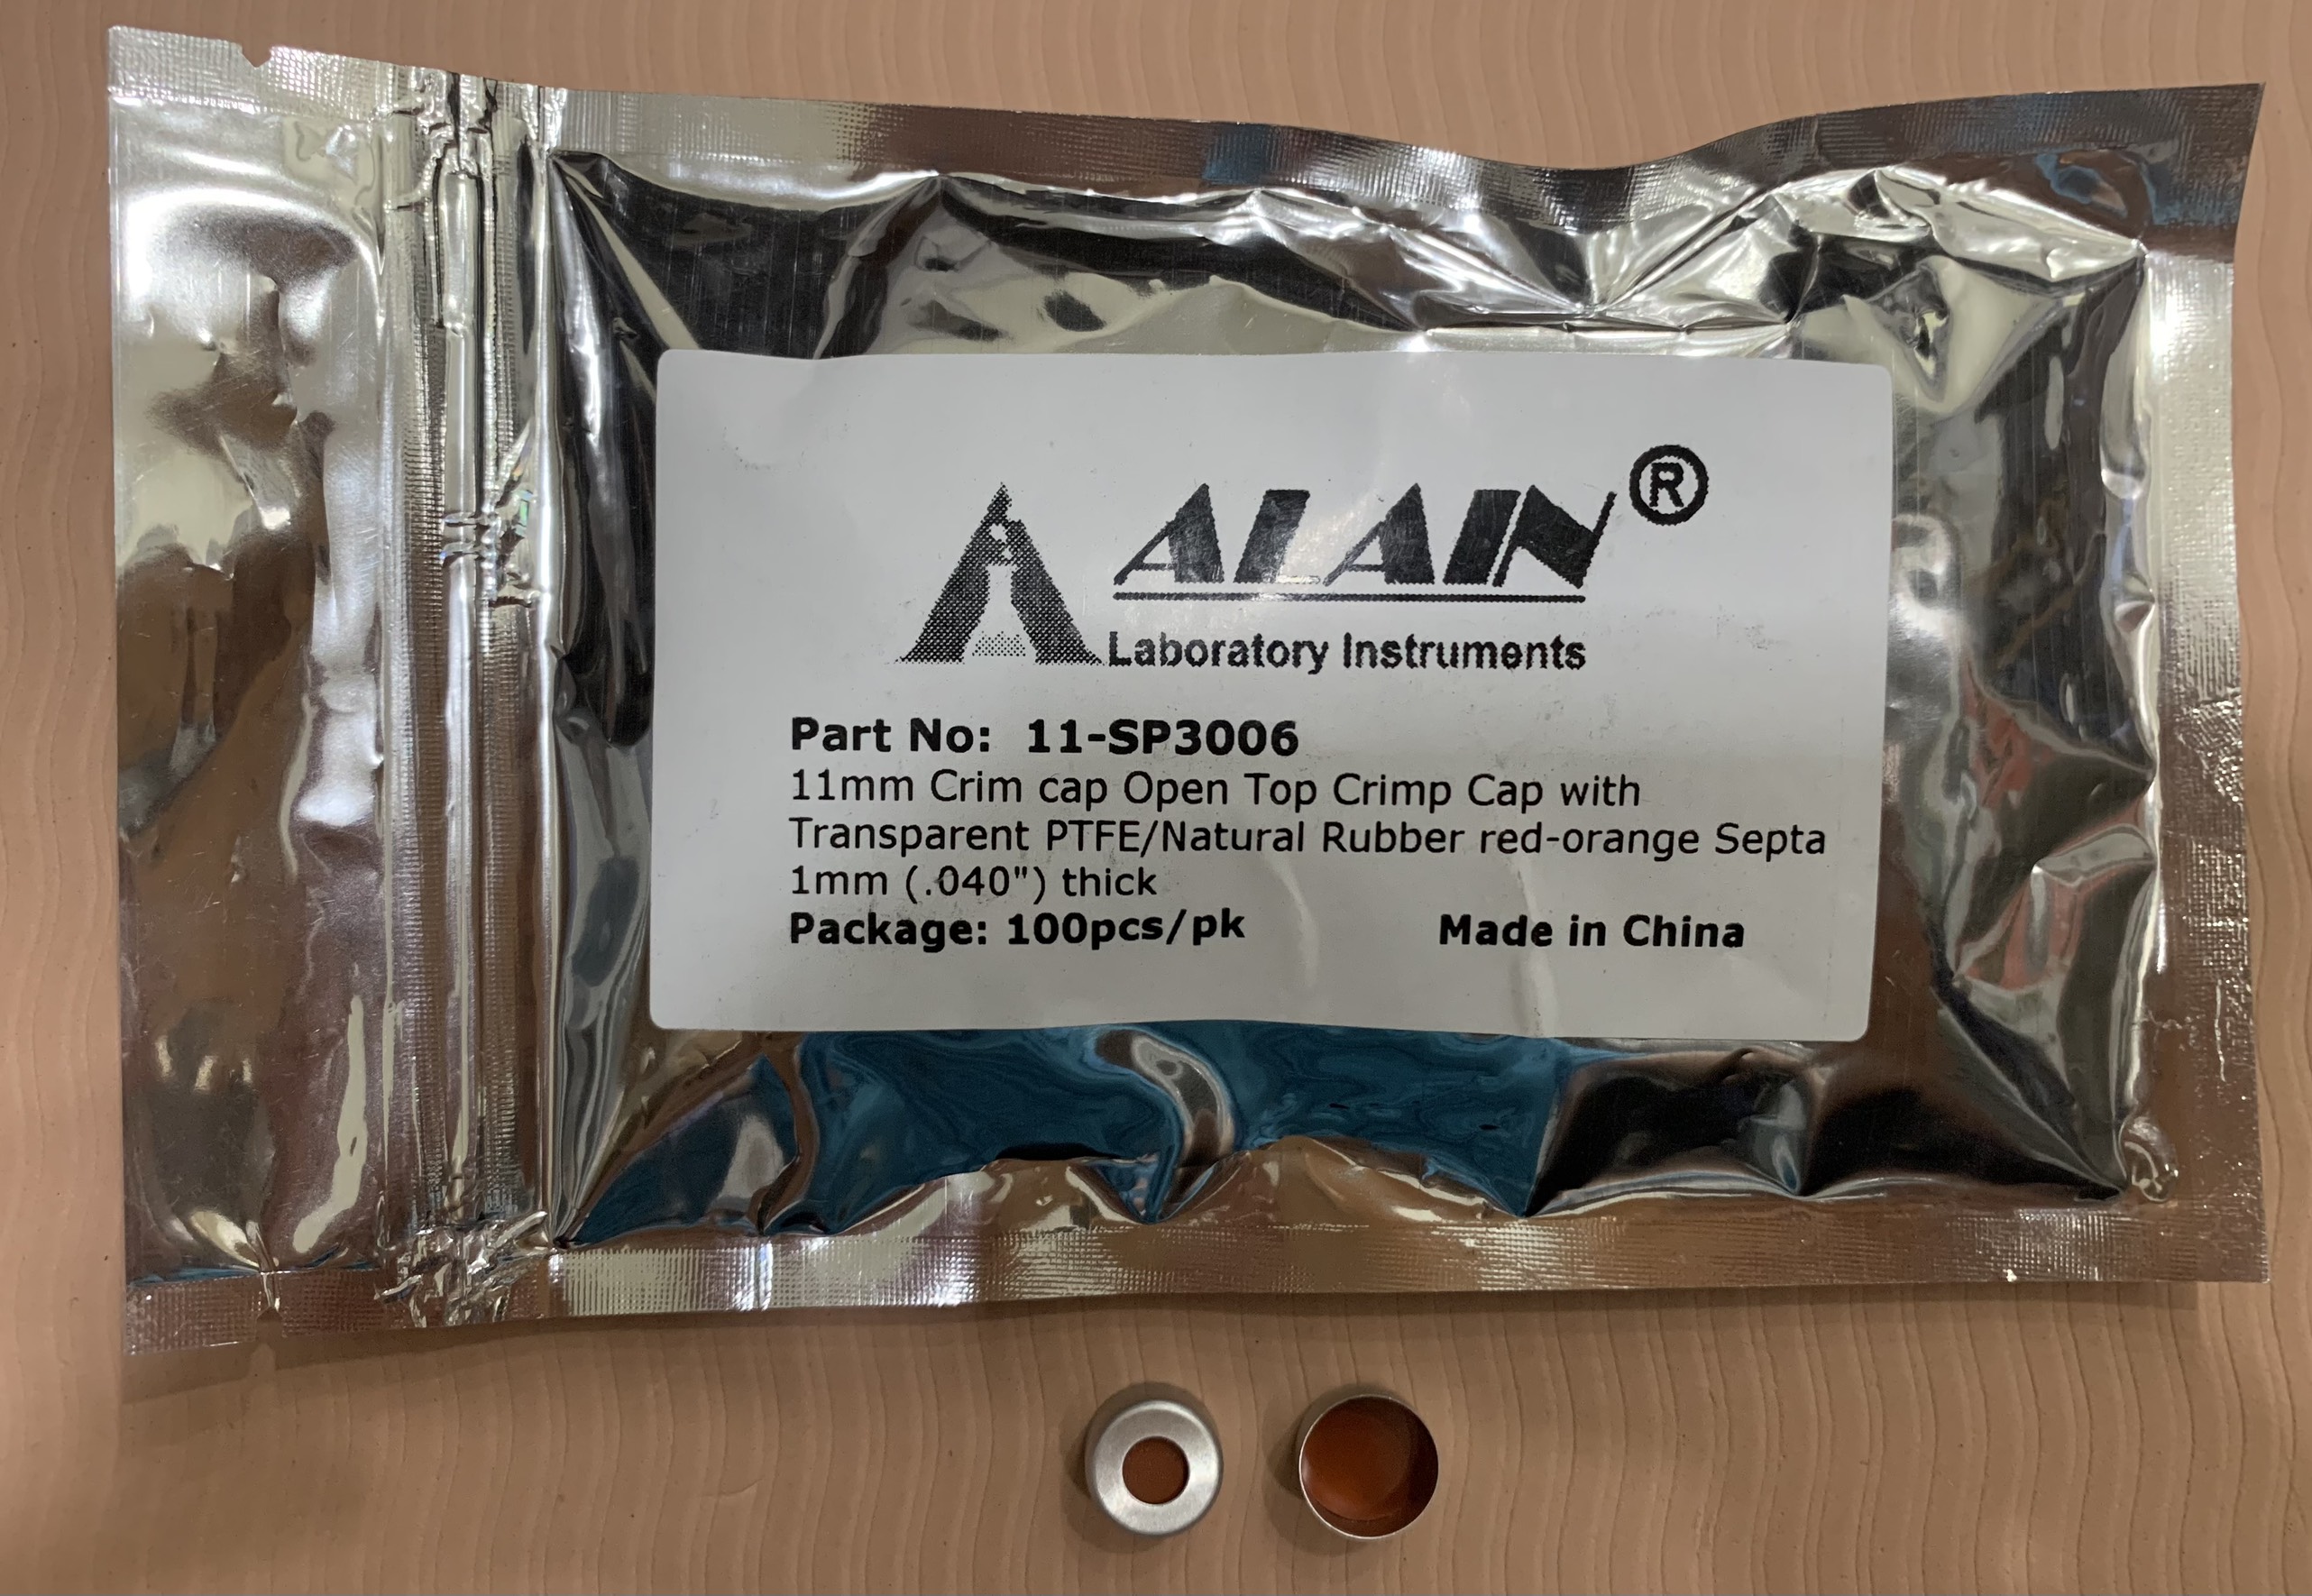 ALAIN ®
Laboratory Instruments
Part No: 11-SP3006
11mm Crim cap Open Top Crimp Cap with
Transparent PTFE/Natural Rubber red-orange Septa
1mm (.040") thick
Package: 100pcs/pk Made in China